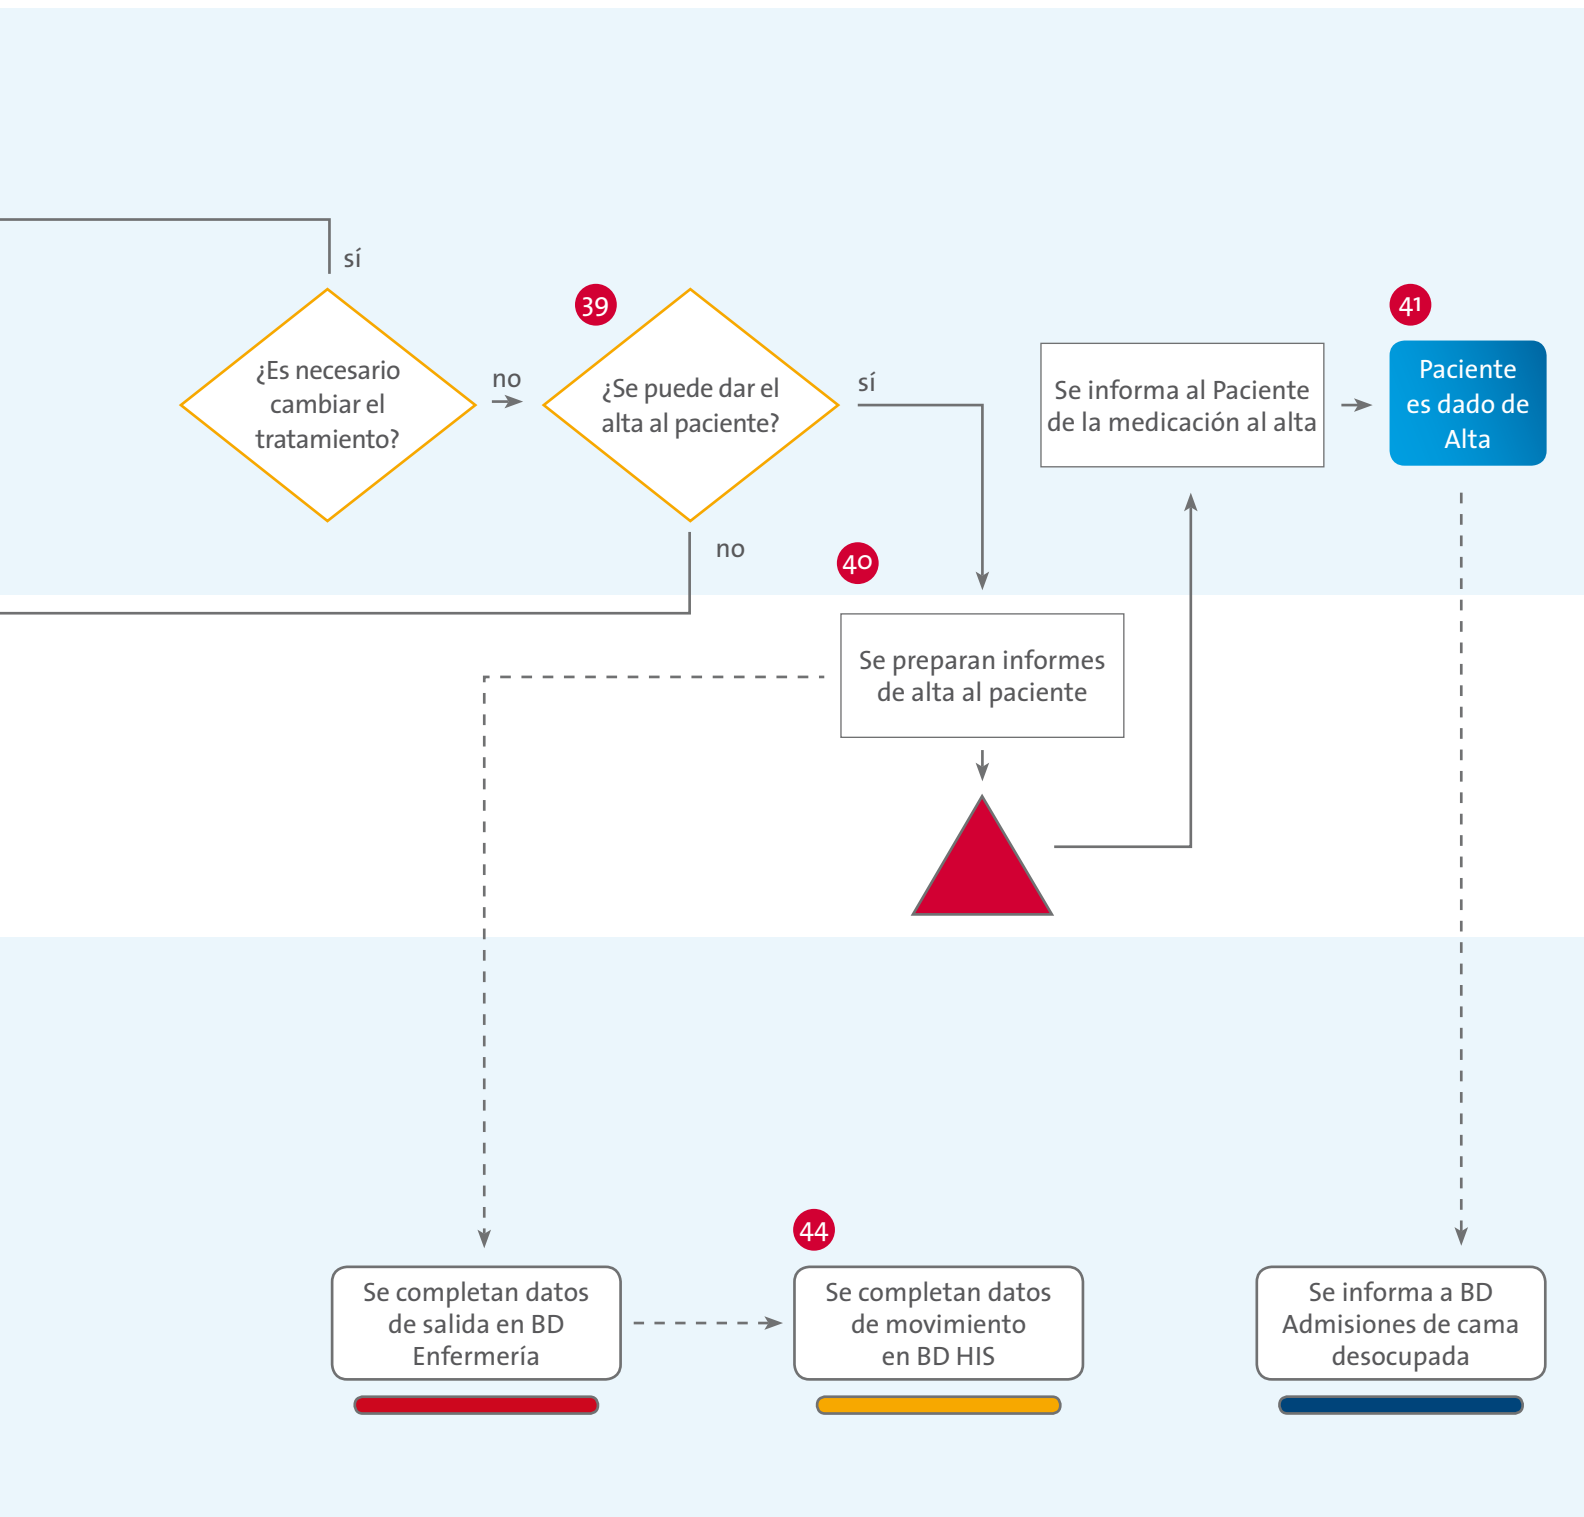 sí
¿Es necesario
cambiar el
tratamiento?
no
39
¿Se puede dar el
alta al paciente?
sí
no
Se informa al Paciente
de la medicación al alta
41
Paciente
es dado de
Alta
40
Se preparan informes
de alta al paciente
Se completan datos
de salida en BD
Enfermería
44
Se completan datos
de movimiento
en BD HIS
Se informa a BD
Admisiones de cama
desocupada